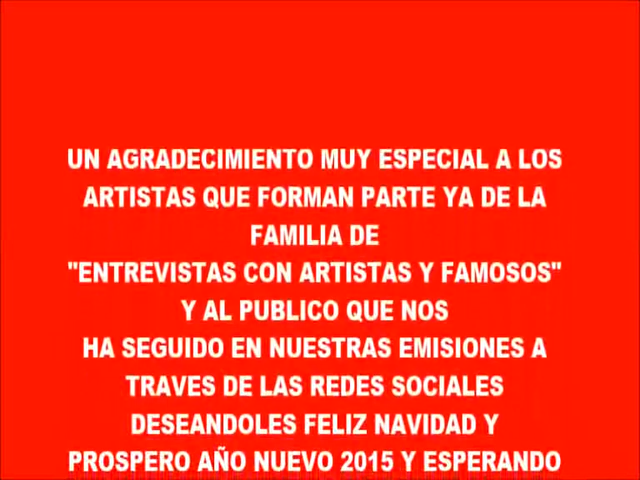 UN AGRADECIMIENTO MUY ESPECIAL A LOS
ARTISTAS QUE FORMAN PARTE YA DE LA
FAMILIA DE
"ENTREVISTAS CON ARTISTAS Y FAMOSOS"
Y AL PUBLICO QUE NOS
HA SEGUIDO EN NUESTRAS EMISIONES A
TRAVES DE LAS REDES SOCIALES
DESEANDOLES FELIZ NAVIDAD Y
PROSPERO AÑO NUEVO 2015 Y ESPERANDO